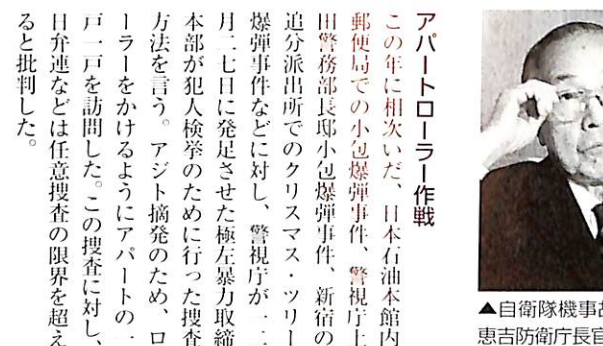 アパートローラー作戦
この年に相次いだ、日本石油本館内
郵便局での小包爆弾事件、警視庁土
田警務部長邸小包爆弾事件、新宿の
追分派出所でのクリスマス・ツリー
爆弾事件などに対し、警視庁が一二
月二七日に発足させた極左暴力取締
本部が犯人検挙のために行った捜査
方法を言う。アジト摘発のため、ロ
ーラーをかけるようにアパートの一
戸一戸を訪問した。この捜査に対し、
日弁連などは任意捜査の限界を超え
ると批判した。
▲自衛隊機事故
恵吉防衛庁長官